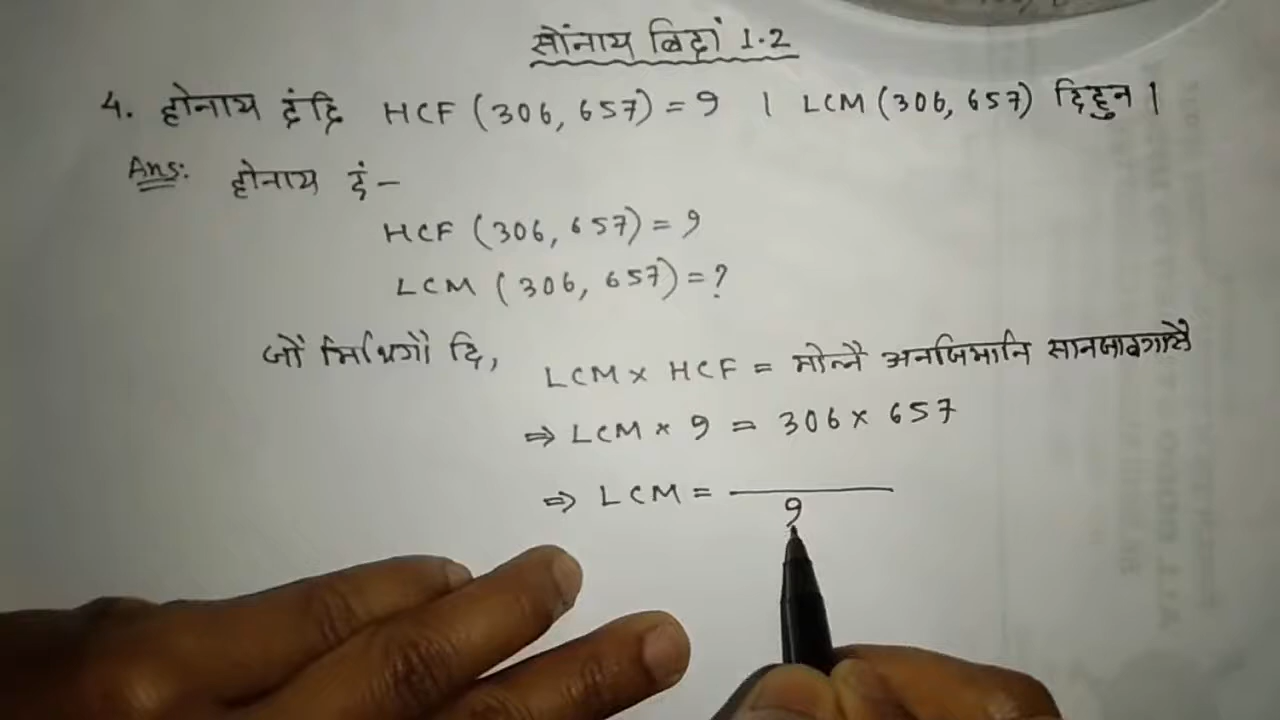 सोंनाय बिदां 1.2
4. होनाय दंदि HCF (306, 657) = 9 । LCM (306, 657) दिहुन ।
Ans: होनाय दं –
HCF (306, 657) = 9
LCM (306, 657) = ?
जों मिथिगौ दि,
LCM × HCF = मोन्नै अनजिमानि सानजाबगासै
⇒ LCM × 9 = 306 × 657
⇒ LCM = ―――
9